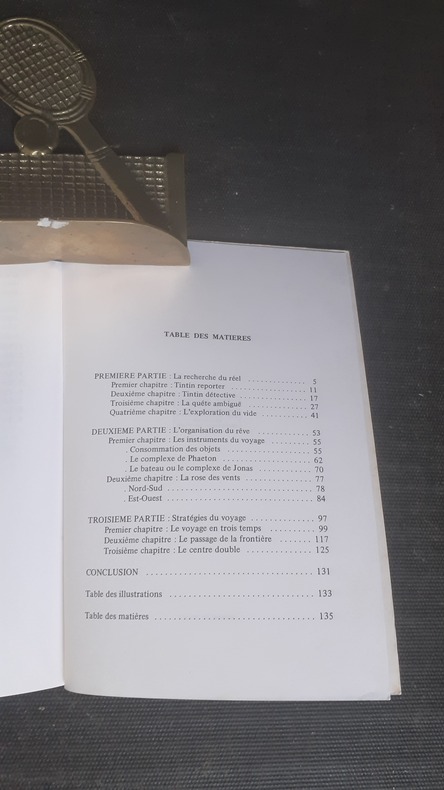 TABLE DES MATIERES
PREMIERE PARTIE : La recherche du réel .............. 5
Premier chapitre : Tintin reporter .............. 11
Deuxième chapitre : Tintin détective .............. 17
Troisième chapitre : La quête ambiguë .............. 27
Quatrième chapitre : L'exploration du vide .............. 41
DEUXIEME PARTIE : L'organisation du rêve .............. 53
Premier chapitre : Les instruments du voyage .............. 55
. Consommation des objets .............. 55
. Le complexe de Phaeton .............. 62
. Le bateau ou le complexe de Jonas .............. 70
Deuxième chapitre : La rose des vents .............. 77
. Nord-Sud .............. 78
. Est-Ouest .............. 84
TROISIEME PARTIE : Stratégies du voyage .............. 97
Premier chapitre : Le voyage en trois temps .............. 99
Deuxième chapitre : Le passage de la frontière ....... 117
Troisième chapitre : Le centre double .............. 125
CONCLUSION .............. 131
Table des illustrations .............. 133
Table des matières .............. 135